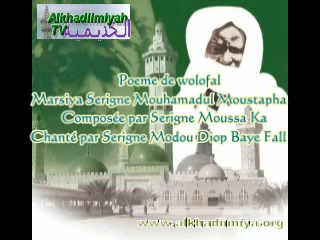 Alkhadiimiyah
TV الخديمية
Poeme de wolofal
Marsiya Serigne Mouhamadul Moustapha
Composée par Serigne Moussa Ka
Chanté par Serigne Modou Diop Baye Fall
www.alkhadimiya.org